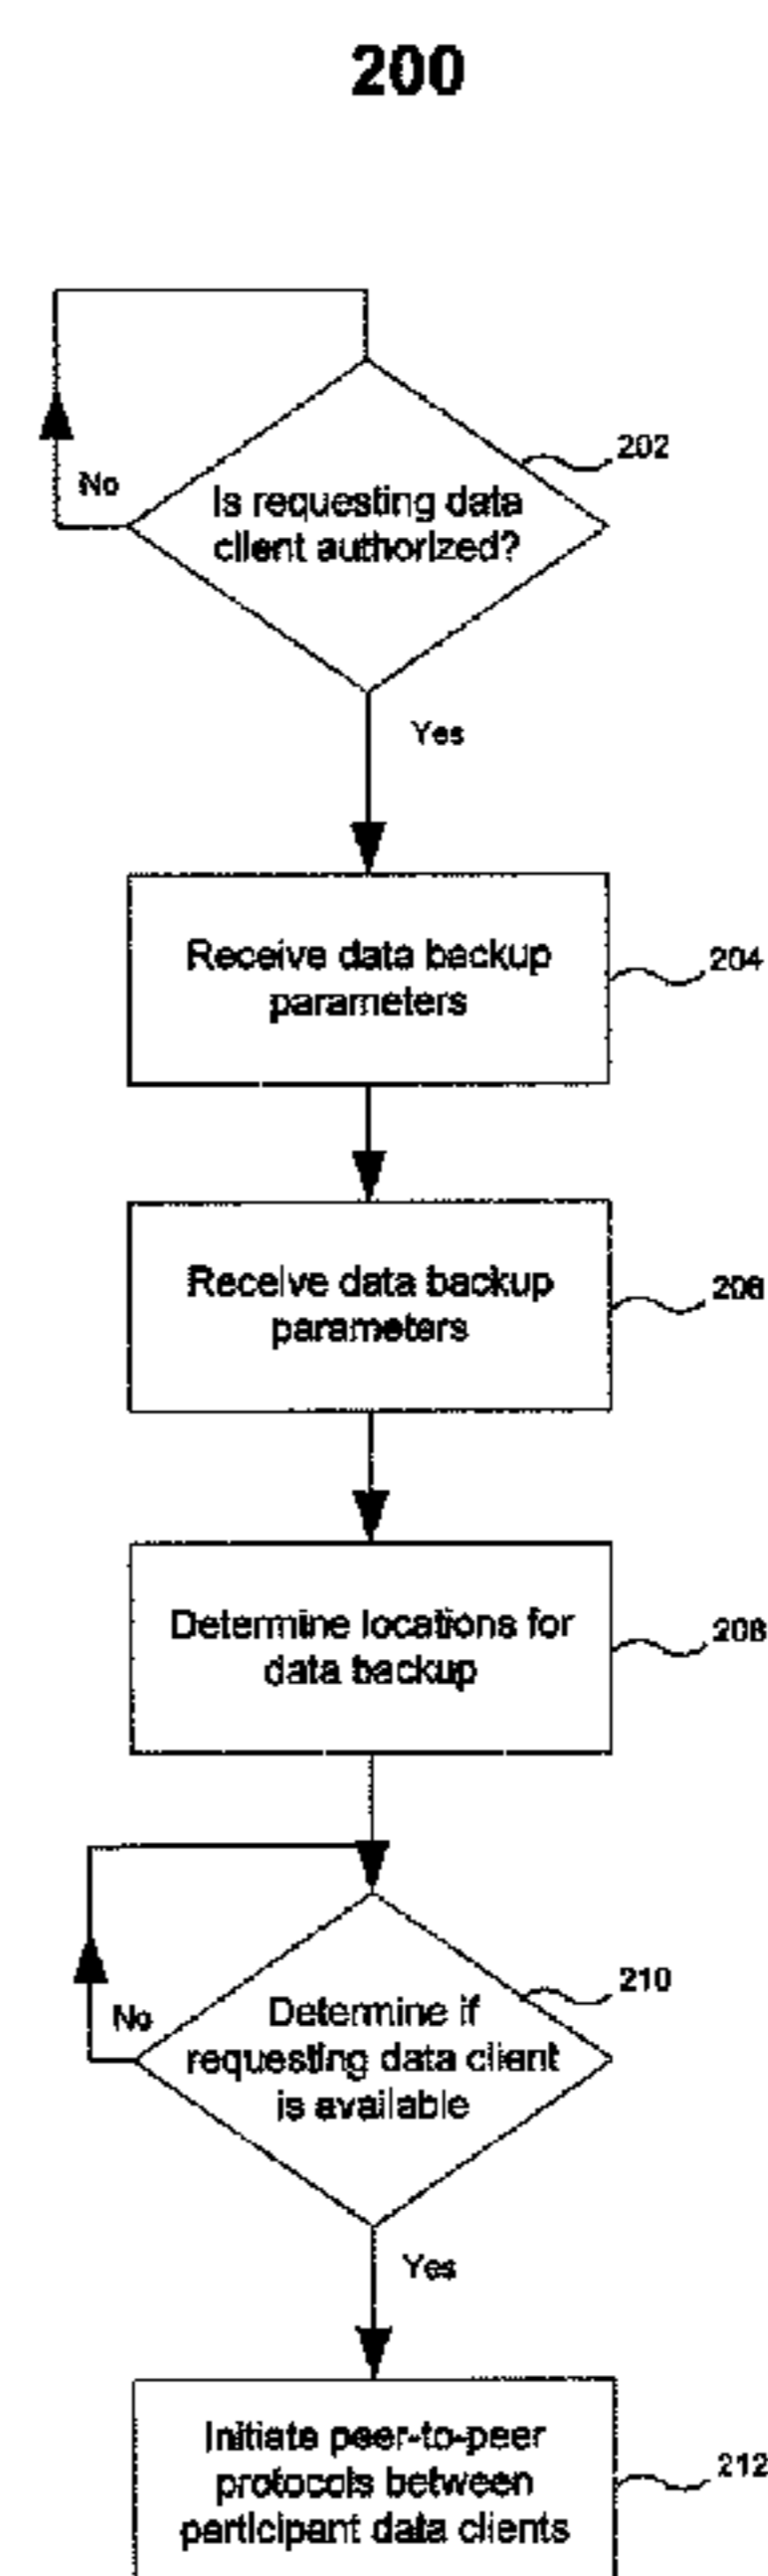 200
202
No
Is requesting data
client authorized?
Yes
Receive data backup
parameters
204
Receive data backup
parameters
206
Determine locations for
data backup
208
210
No
Determine if
requesting data client
is available
Yes
Initiate peer-to-peer
protocols between
participant data clients
212